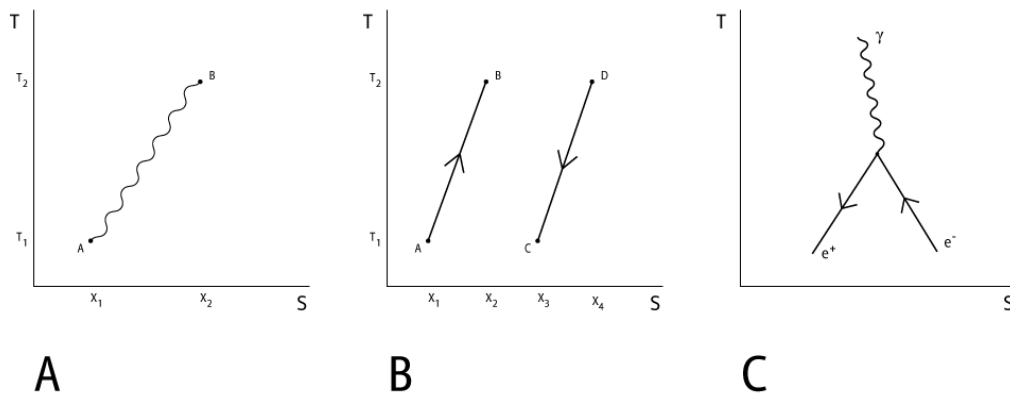 T
T₂
B
A
T₁
X₁
X₂
S
A
T
T₂
B
D
A
C
T₁
X₁
X₂
X₃
X₄
S
B
T
γ
e⁺
e⁻
S
C